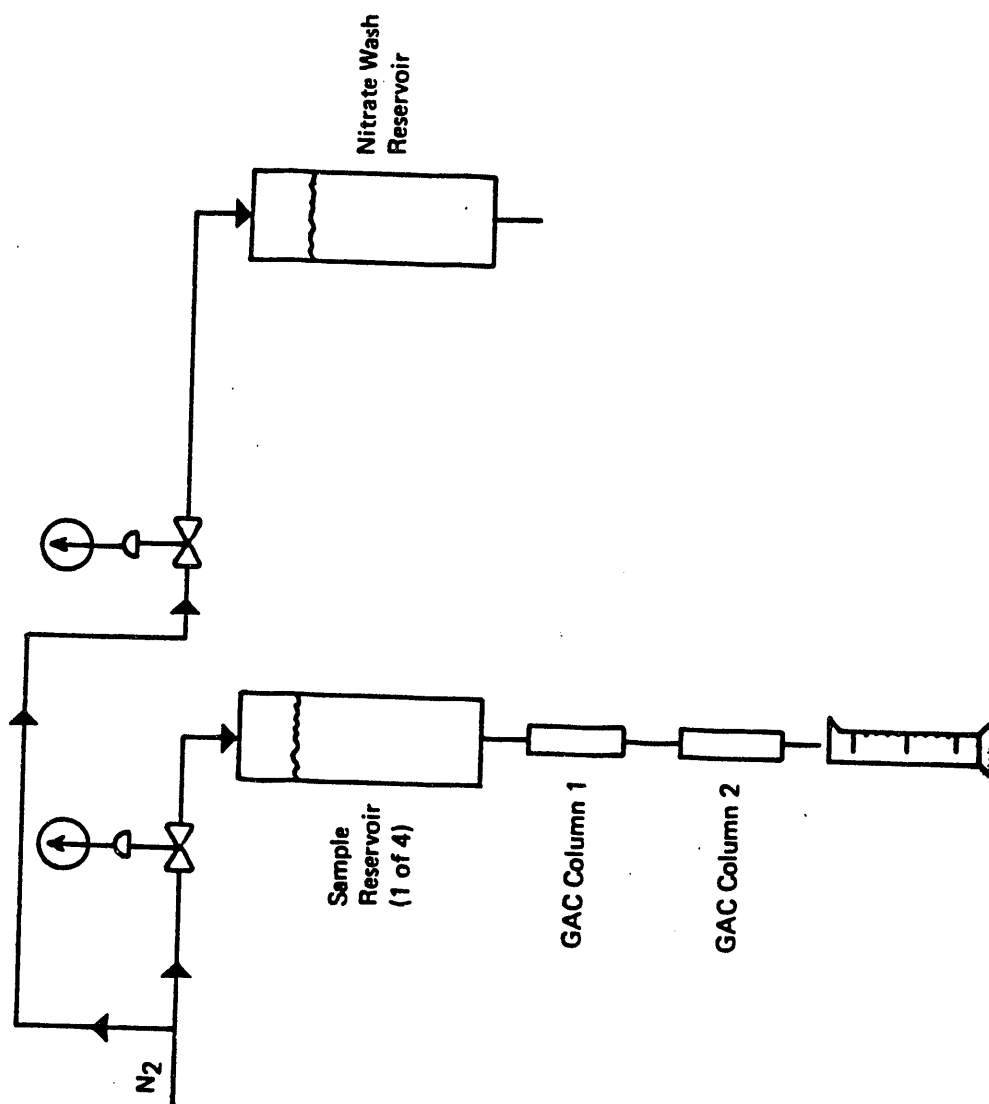 N2
Sample
Reservoir
(1 of 4)
GAC Column 1
GAC Column 2
Nitrate Wash
Reservoir